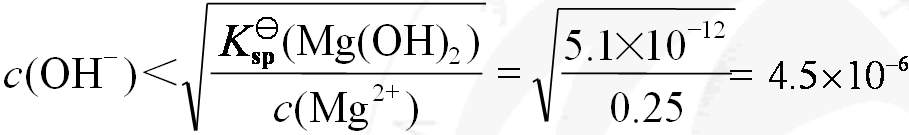 c(OH⁻)<√(K⊖sp(Mg(OH)₂)/c(Mg²⁺)) = √(5.1×10⁻¹²/0.25) = 4.5×10⁻⁶